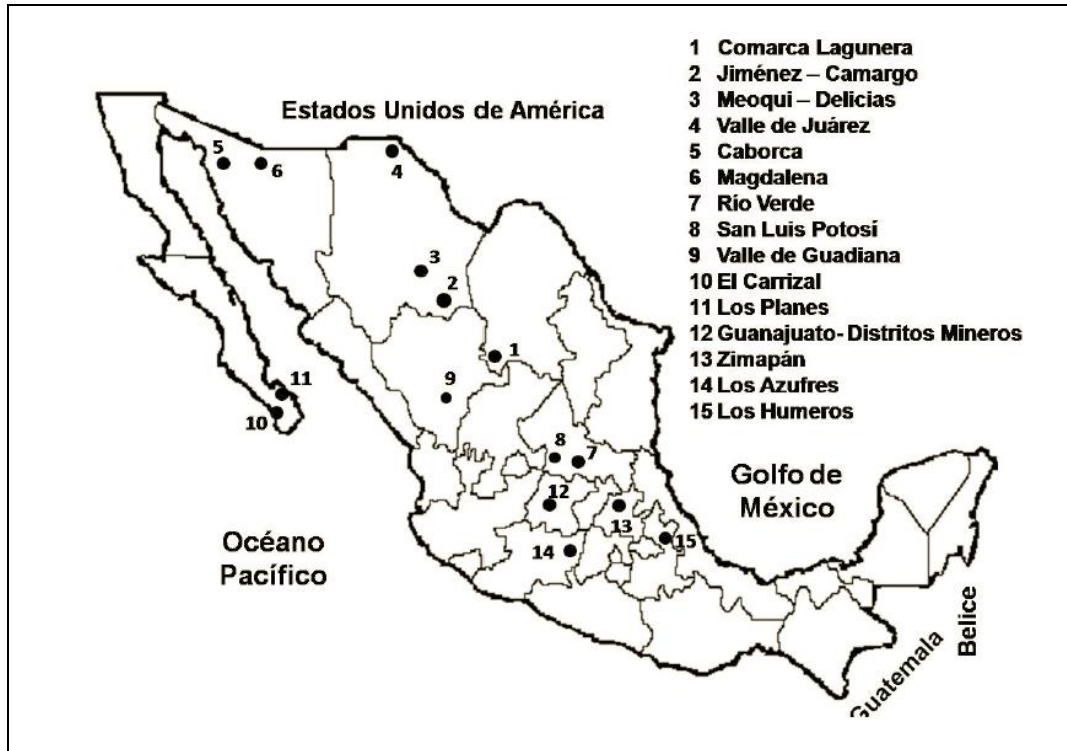 1 Comarca Lagunera
2 Jiménez – Camargo
3 Meoqui – Delicias
4 Valle de Juárez
5 Caborca
6 Magdalena
7 Río Verde
8 San Luis Potosí
9 Valle de Guadiana
10 El Carrizal
11 Los Planes
12 Guanajuato- Distritos Mineros
13 Zimapán
14 Los Azufres
15 Los Humeros
Estados Unidos de América
5
6
4
3
2
1
9
11
10
8
7
12
13
14
15
Golfo de
México
Océano
Pacífico
Belice
Guatemala